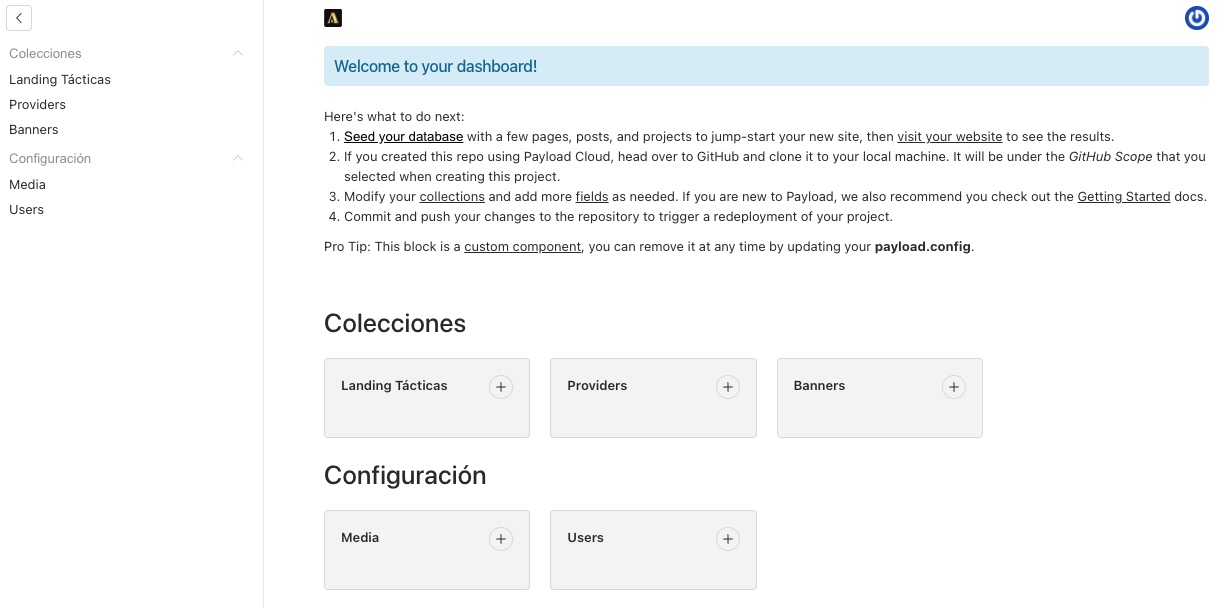 Colecciones
Landing Tácticas
Providers
Banners
Configuración
Media
Users
Welcome to your dashboard!
Here's what to do next:
1. Seed your database with a few pages, posts, and projects to jump-start your new site, then visit your website to see the results.
2. If you created this repo using Payload Cloud, head over to GitHub and clone it to your local machine. It will be under the GitHub Scope that you
selected when creating this project.
3. Modify your collections and add more fields as needed. If you are new to Payload, we also recommend you check out the Getting Started docs.
4. Commit and push your changes to the repository to trigger a redeployment of your project.
Pro Tip: This block is a custom component, you can remove it at any time by updating your payload.config.
Colecciones
Landing Tácticas
Providers
Banners
Configuración
Media
Users